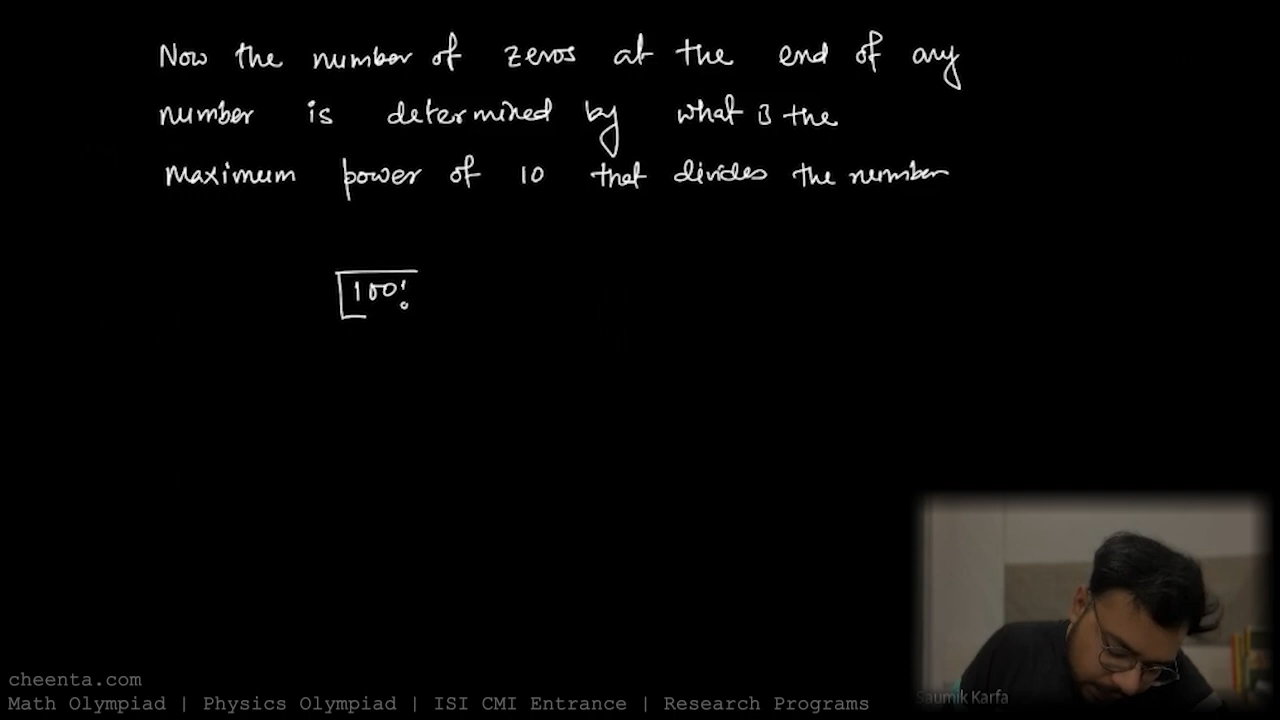 Now the number of zeros at the end of any
number is determined by what is the
maximum power of 10 that divides the number
100!
Saumik Karfa
cheenta.com
Math Olympiad | Physics Olympiad | ISI CMI Entrance | Research Programs